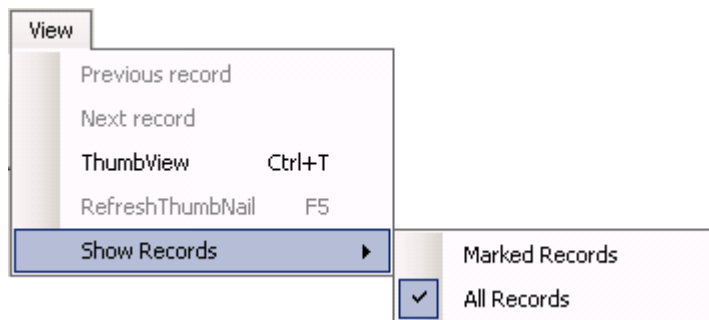 View
Previous record
Next record
ThumbView Ctrl+T
RefreshThumbNail F5
Show Records
Marked Records
All Records